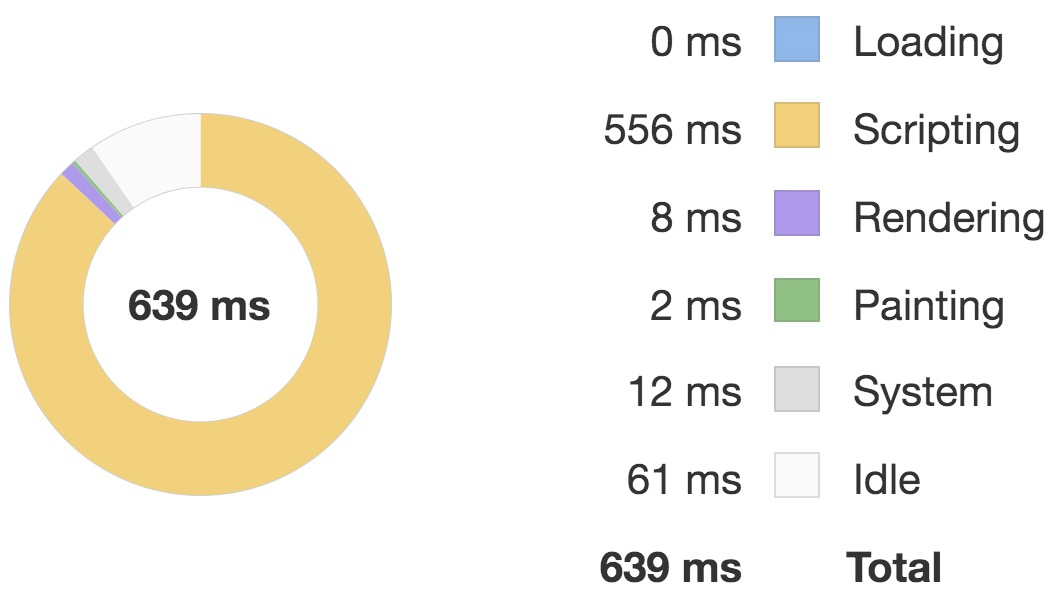 639 ms
0 ms Loading
556 ms Scripting
8 ms Rendering
2 ms Painting
12 ms System
61 ms Idle
639 ms Total